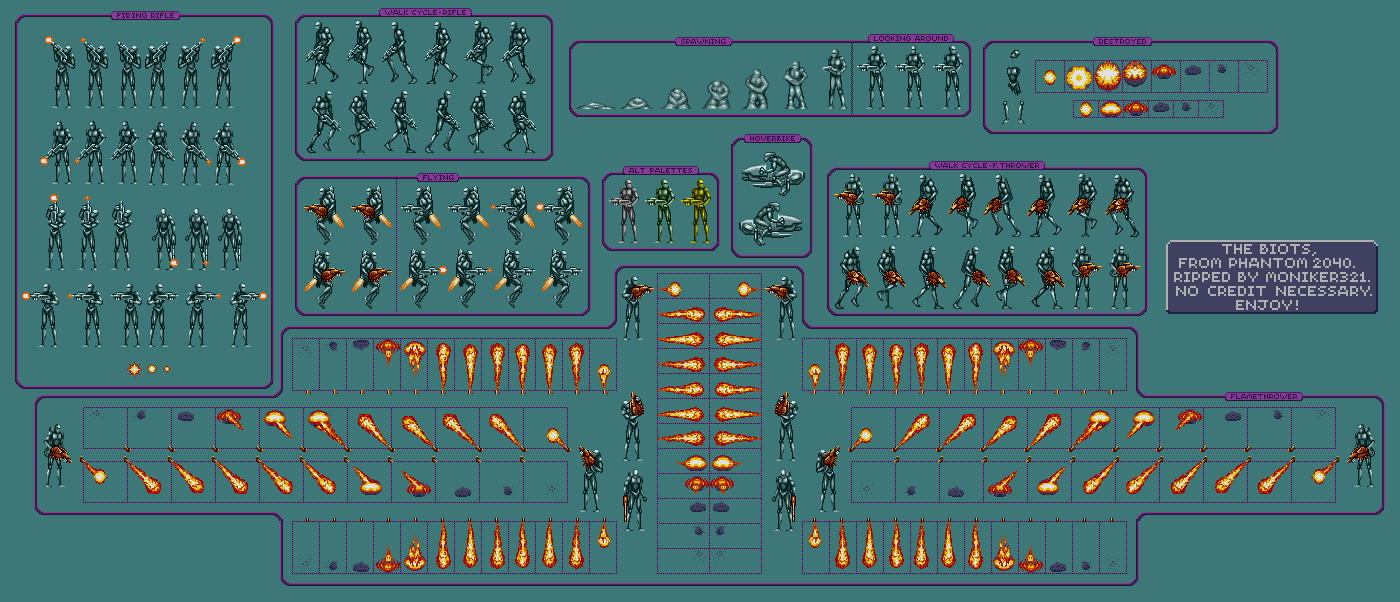 FIRING RIFLE
WALK CYCLE-RIFLE
SPAWNING
LOOKING AROUND
DESTROYED
HOVERBIKE
FLYING
ALT PALETTES
WALK CYCLE-F.THROWER
THE BIOTS,
FROM PHANTOM 2040.
RIPPED BY MONIKER321.
NO CREDIT NECESSARY.
ENJOY!
FLAMETHROWER